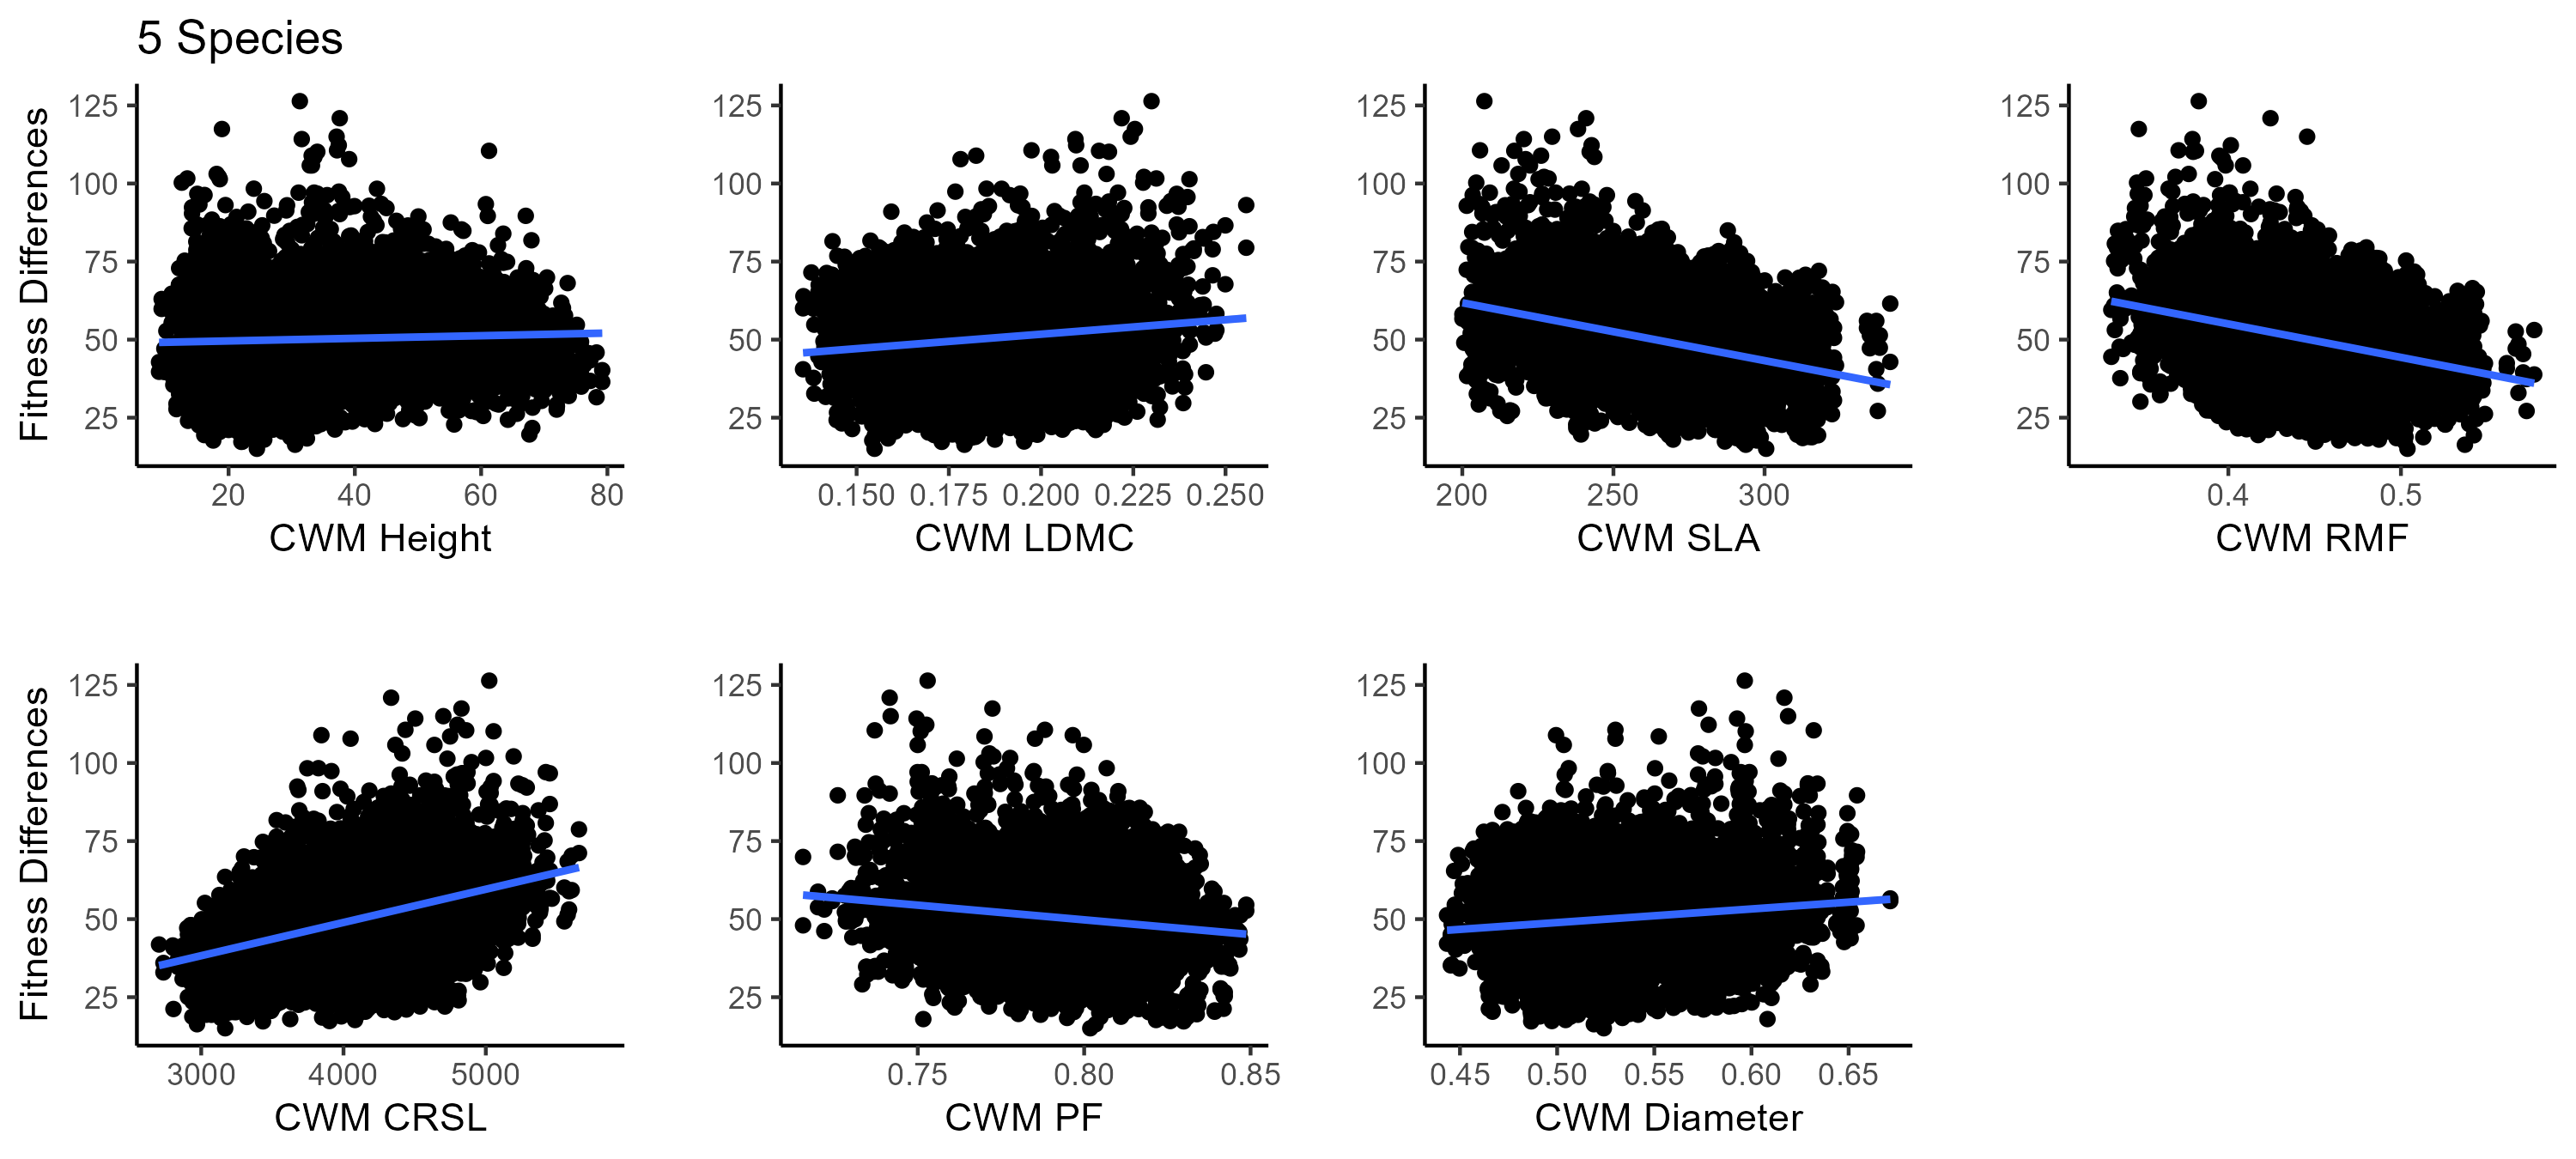 5 Species
Fitness Differences
125
100
75
50
25
20 40 60 80
CWM Height
125
100
75
50
25
0.150 0.175 0.200 0.225 0.250
CWM LDMC
125
100
75
50
25
200 250 300
CWM SLA
125
100
75
50
25
0.4 0.5
CWM RMF
Fitness Differences
125
100
75
50
25
3000 4000 5000
CWM CRSL
125
100
75
50
25
0.75 0.80 0.85
CWM PF
125
100
75
50
25
0.45 0.50 0.55 0.60 0.65
CWM Diameter